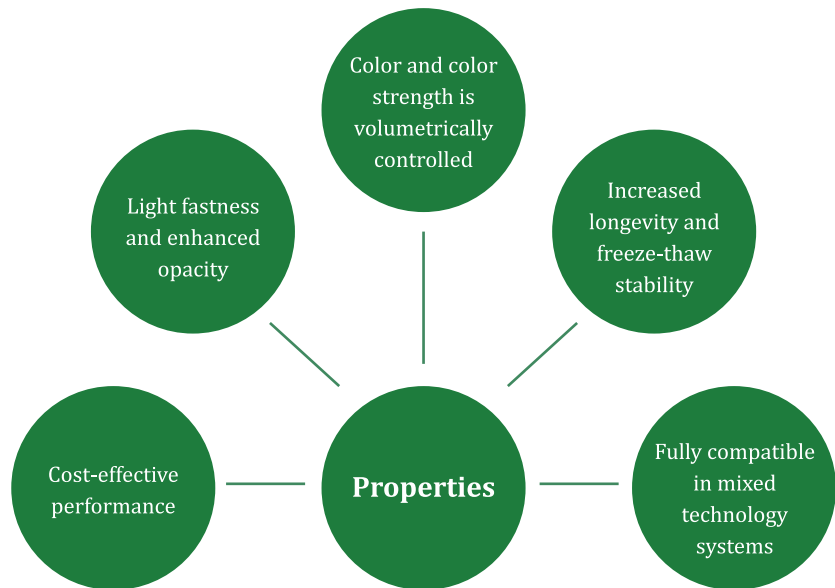 Color and color
strength is
volumetrically
controlled
Light fastness
and enhanced
opacity
Increased
longevity and
freeze-thaw
stability
Cost-effective
performance
Properties
Fully compatible
in mixed
technology
systems